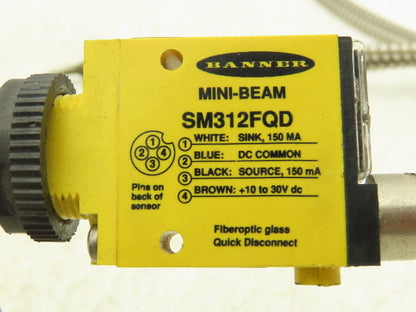 BANNER
MINI-BEAM
SM312FQD
1 WHITE: SINK, 150 MA
2 BLUE: DC COMMON
3 BLACK: SOURCE, 150 mA
4 BROWN: +10 to 30V dc
1
2 4
3
Pins on
back of
sensor
Fiberoptic glass
Quick Disconnect